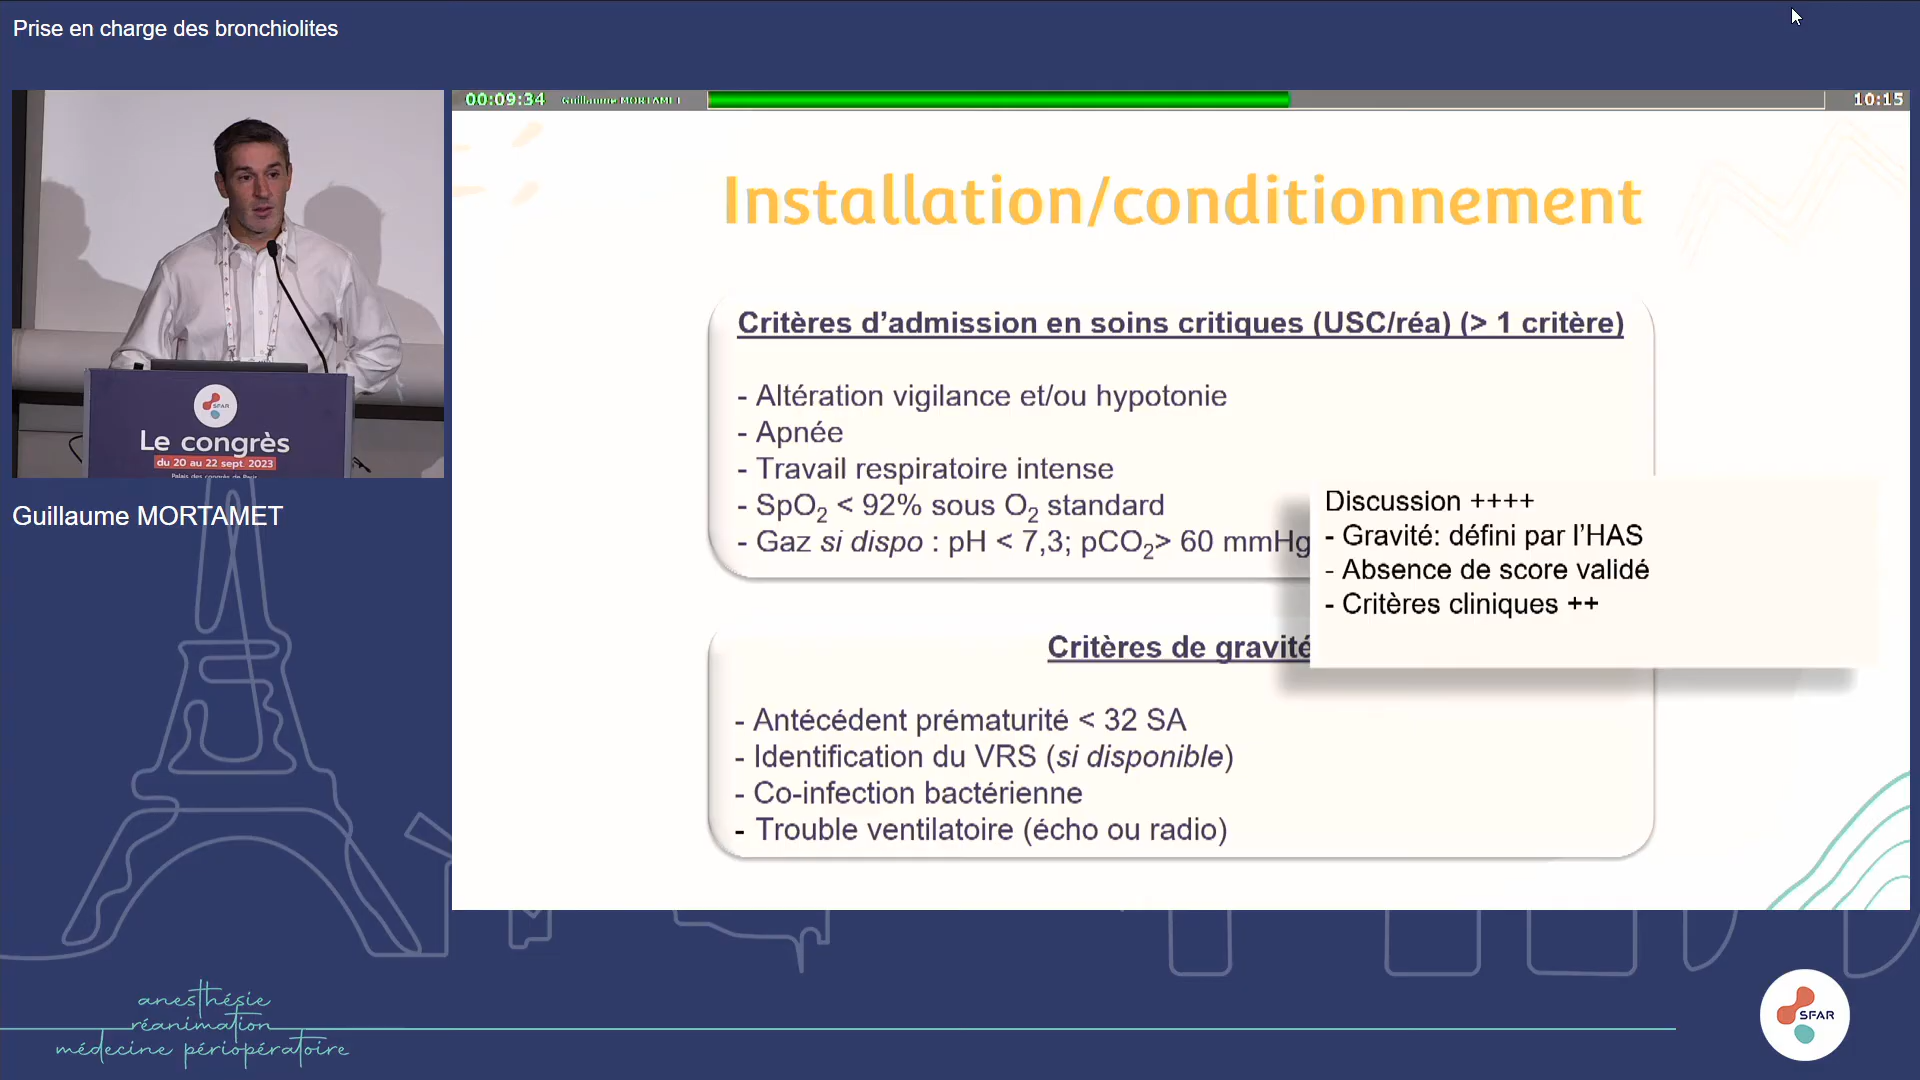 Prise en charge des bronchiolites
00:09:34 Guillaume MORTAMET
10:15
Installation/conditionnement
Critères d'admission en soins critiques (USC/réa) (> 1 critère)
- Altération vigilance et/ou hypotonie
- Apnée
- Travail respiratoire intense
- SpO₂ < 92% sous O₂ standard
- Gaz si dispo : pH < 7,3; pCO₂> 60 mmHg
Discussion ++++
- Gravité: défini par l'HAS
- Absence de score validé
- Critères cliniques ++
Critères de gravité
- Antécédent prématurité < 32 SA
- Identification du VRS (si disponible)
- Co-infection bactérienne
- Trouble ventilatoire (écho ou radio)
SFAR
Le congrès
du 20 au 22 sept. 2023
Palais des congrès de Paris
Guillaume MORTAMET
anesthésie
réanimation
médecine périopératoire
SFAR